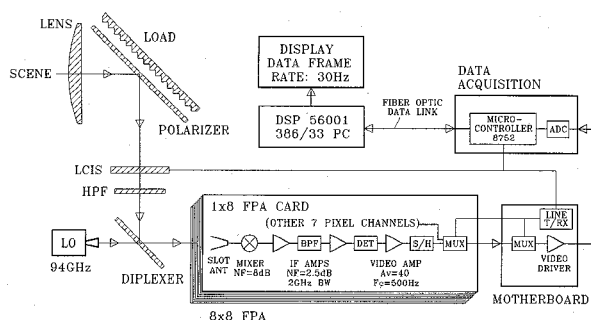 LENS
LOAD
SCENE
POLARIZER
LCIS
HPF
LO
94GHz
DIPLEXER
DISPLAY
DATA FRAME
RATE: 30Hz
DSP 56001
386/33 PC
FIBER OPTIC
DATA LINK
DATA
ACQUISITION
MICRO-
CONTROLLER
8752
ADC
1x8 FPA CARD
(OTHER 7 PIXEL CHANNELS)
BPF
DET
S/H
MUX
SLOT
ANT
MIXER
NF=8dB
IF AMPS
NF=2.5dB
2GHz BW
VIDEO AMP
Av=40
Fc=500Hz
8x8 FPA
LINE
T/RX
MUX
VIDEO
DRIVER
MOTHERBOARD